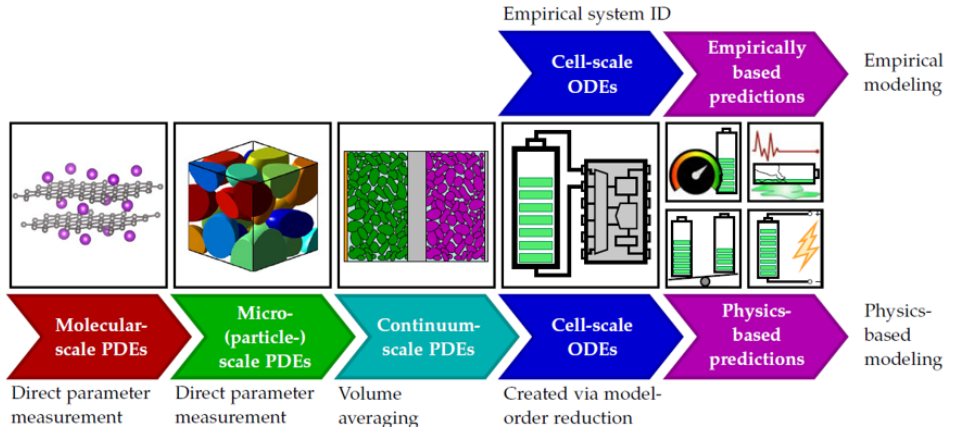 Empirical system ID
Cell-scale
ODEs
Empirically
based
predictions
Empirical
modeling
Molecular-
scale PDEs
Micro-
(particle-)
scale PDEs
Continuum-
scale PDEs
Cell-scale
ODEs
Physics-
based
predictions
Physics-
based
modeling
Direct parameter
measurement
Direct parameter
measurement
Volume
averaging
Created via model-
order reduction